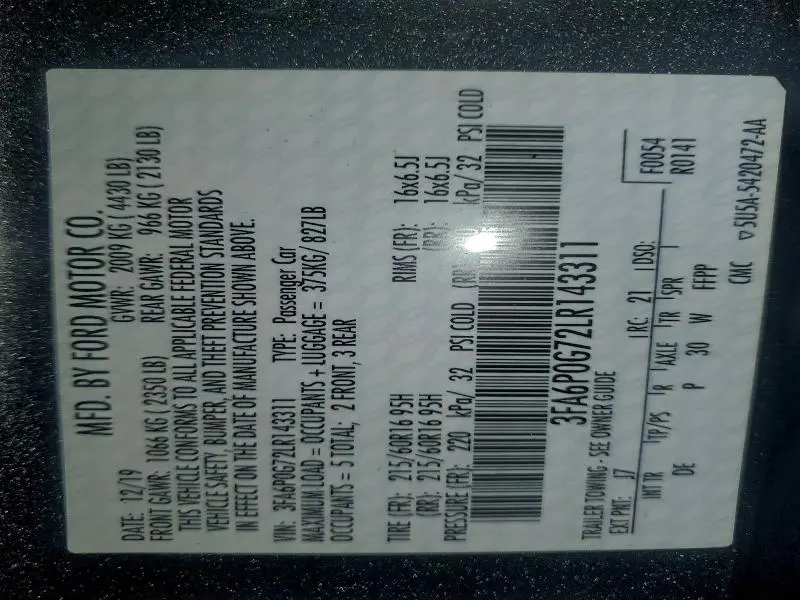 MFD. BY FORD MOTOR CO.
DATE: 12/19 GVWR: 2009 KG (4430 LB)
FRONT GAWR: 1066 KG (2350 LB) REAR GAWR: 966 KG (2130 LB)
THIS VEHICLE CONFORMS TO ALL APPLICABLE FEDERAL MOTOR
VEHICLE SAFETY, BUMPER, AND THEFT PREVENTION STANDARDS
IN EFFECT ON THE DATE OF MANUFACTURE SHOWN ABOVE.
VIN: 3FA6P0G72LR143311 TYPE: Passenger Car
MAXIMUM LOAD = OCCUPANTS + LUGGAGE = 375KG/ 827LB
OCCUPANTS = 5 TOTAL; 2 FRONT, 3 REAR
TIRE (FR): 215/60R16 95H RIMS (FR): 16x6.5J
(RR): 215/60R16 95H (RR): 16x6.5J
PRESSURE (FR): 220 kPa/ 32 PSI COLD kPa/ 32 PSI COLD
3FA6P0G72LR143311
TRAILER TOWING - SEE OWNER GUIDE F0054
EXT PNT: J7 RC: 21 DSO: R0141
INT TR TP/PS R AXLE TR SPR
DE P 30 W FFPP
CMC ▽5U5A-5420472-AA